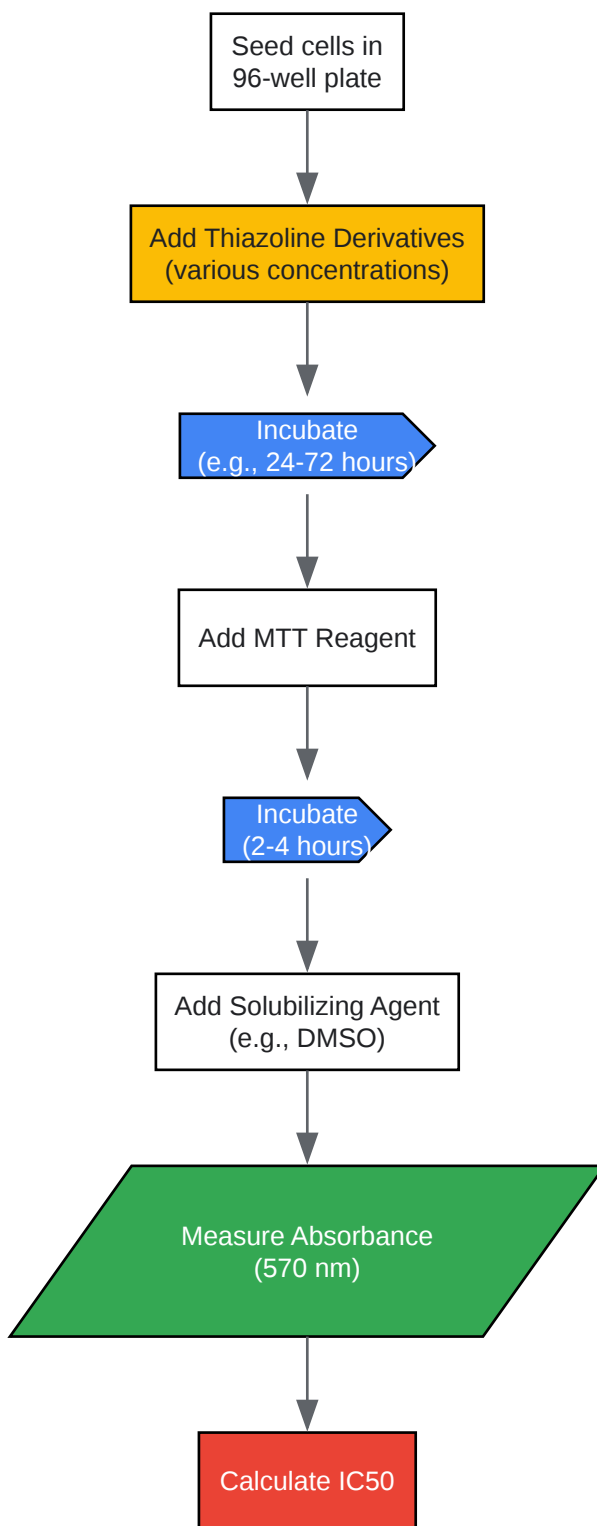 Seed cells in
96-well plate
Add Thiazoline Derivatives
(various concentrations)
Incubate
(e.g., 24-72 hours)
Add MTT Reagent
Incubate
(2-4 hours)
Add Solubilizing Agent
(e.g., DMSO)
Measure Absorbance
(570 nm)
Calculate IC50